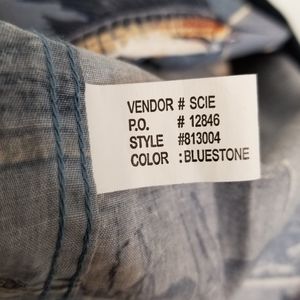 VENDOR # SCIE
P.O. # 12846
STYLE #813004
COLOR :BLUESTONE